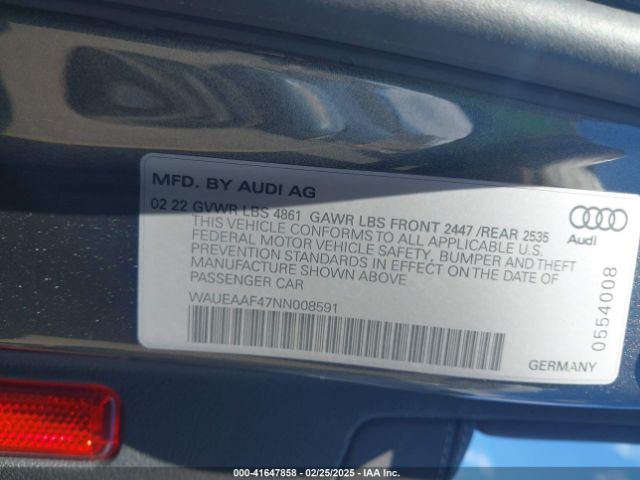 MFD. BY AUDI AG
02 22 GVWR LBS 4861 GAWR LBS FRONT 2447 /REAR 2535
THIS VEHICLE CONFORMS TO ALL APPLICABLE U.S.
FEDERAL MOTOR VEHICLE SAFETY, BUMPER AND THEFT
PREVENTION STANDARDS IN EFFECT ON THE DATE OF
MANUFACTURE SHOWN ABOVE
PASSENGER CAR
WAUEAAF47NN008591
Audi
0554008
GERMANY
000-41647858 - 02/25/2025 - IAA Inc.